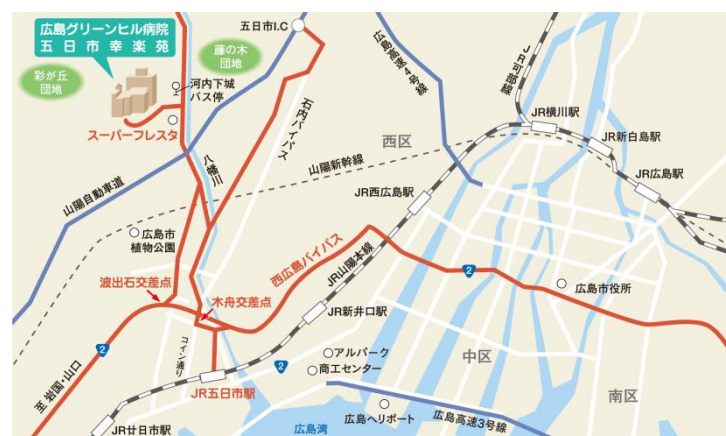 広島グリーンヒル病院
五日市幸楽苑
彩が丘
団地
藤の木
団地
五日市I.C
河内下城
バス停
スーパーフレスタ
石内バイパス
八幡川
広島高速4号線
JR可部線
JR横川駅
JR新白島駅
JR広島駅
西区
山陽新幹線
山陽自動車道
JR西広島駅
広島市
植物公園
西広島バイパス
JR山陽本線
波出石交差点
木舟交差点
2
広島市役所
JR新井口駅
2
2
コイン通り
アルパーク
商工センター
中区
至 岩国・山口
JR五日市駅
南区
JR廿日市駅
広島湾
広島ヘリポート
広島高速3号線